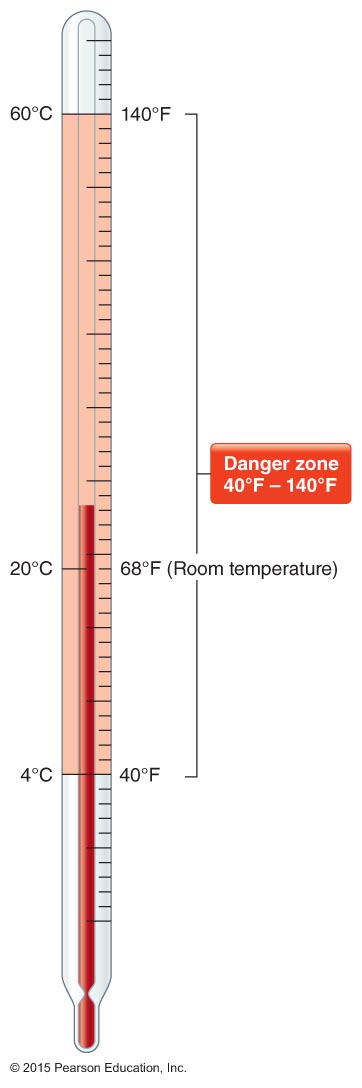 60°C 140°F
Danger zone
40°F – 140°F
20°C 68°F (Room temperature)
4°C 40°F
© 2015 Pearson Education, Inc.